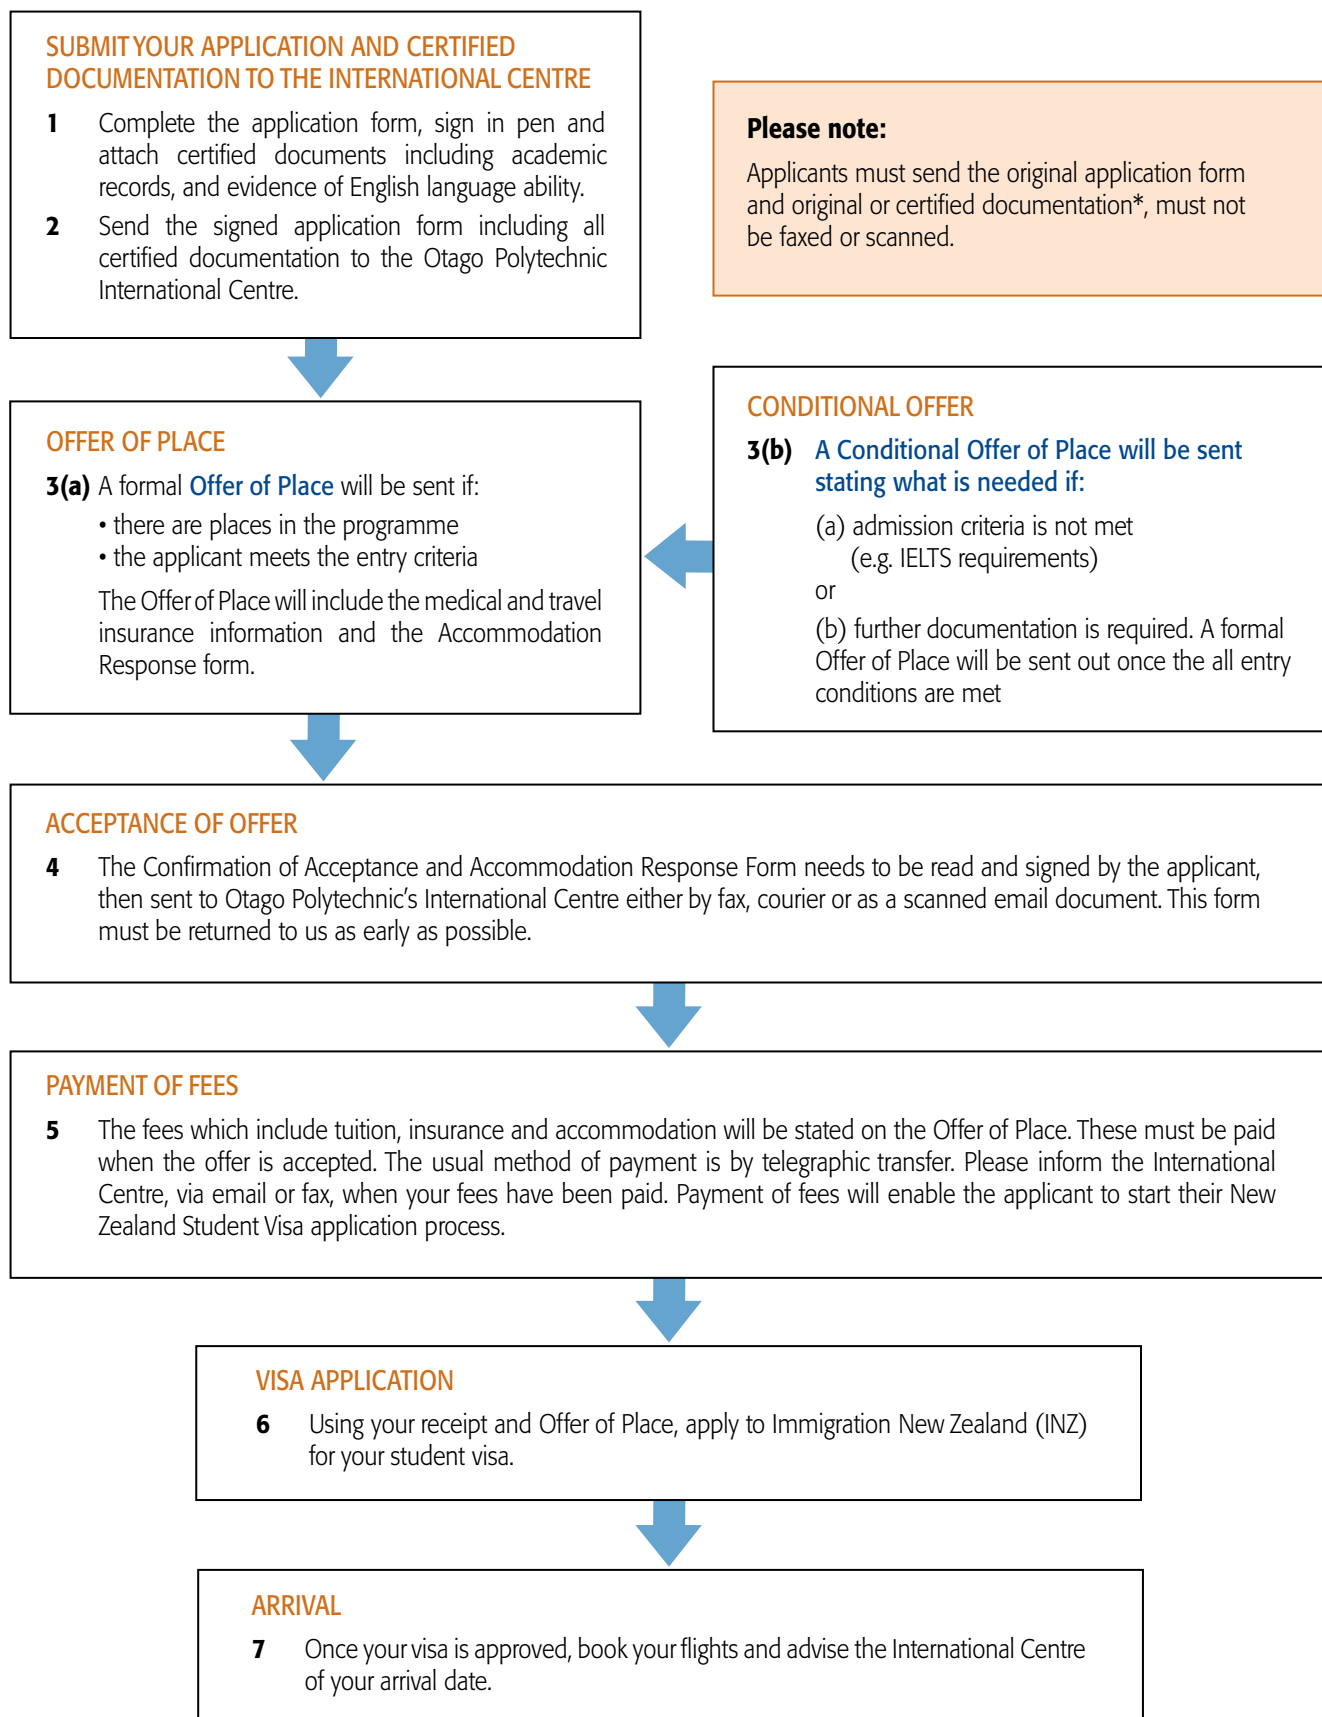 SUBMIT YOUR APPLICATION AND CERTIFIED
DOCUMENTATION TO THE INTERNATIONAL CENTRE
1 Complete the application form, sign in pen and
attach certified documents including academic
records, and evidence of English language ability.
2 Send the signed application form including all
certified documentation to the Otago Polytechnic
International Centre.
Please note:
Applicants must send the original application form
and original or certified documentation*, must not
be faxed or scanned.
OFFER OF PLACE
3(a) A formal Offer of Place will be sent if:
• there are places in the programme
• the applicant meets the entry criteria
The Offer of Place will include the medical and travel
insurance information and the Accommodation
Response form.
CONDITIONAL OFFER
3(b) A Conditional Offer of Place will be sent
stating what is needed if:
(a) admission criteria is not met
(e.g. IELTS requirements)
or
(b) further documentation is required. A formal
Offer of Place will be sent out once the all entry
conditions are met
ACCEPTANCE OF OFFER
4 The Confirmation of Acceptance and Accommodation Response Form needs to be read and signed by the applicant,
then sent to Otago Polytechnic's International Centre either by fax, courier or as a scanned email document. This form
must be returned to us as early as possible.
PAYMENT OF FEES
5 The fees which include tuition, insurance and accommodation will be stated on the Offer of Place. These must be paid
when the offer is accepted. The usual method of payment is by telegraphic transfer. Please inform the International
Centre, via email or fax, when your fees have been paid. Payment of fees will enable the applicant to start their New
Zealand Student Visa application process.
VISA APPLICATION
6 Using your receipt and Offer of Place, apply to Immigration New Zealand (INZ)
for your student visa.
ARRIVAL
7 Once your visa is approved, book your flights and advise the International Centre
of your arrival date.